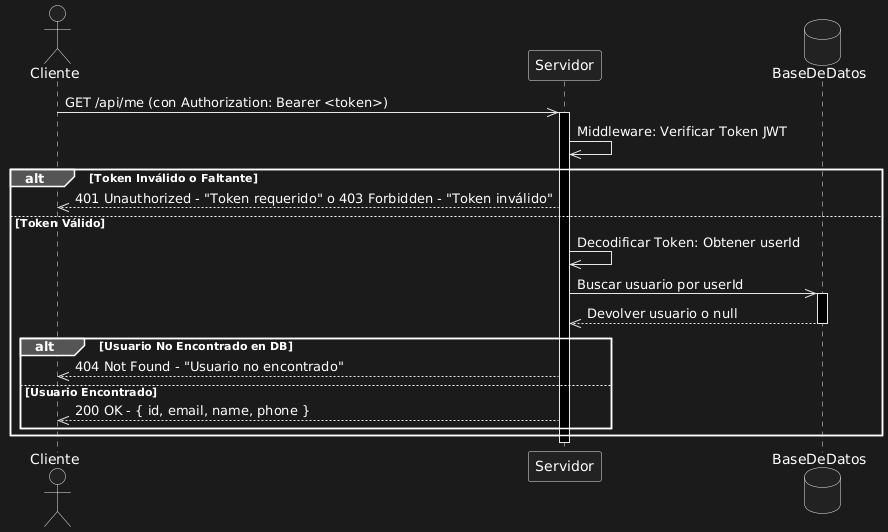 Cliente
Servidor
BaseDeDatos
GET /api/me (con Authorization: Bearer <token>)
Middleware: Verificar Token JWT
alt [Token Inválido o Faltante]
401 Unauthorized - "Token requerido" o 403 Forbidden - "Token inválido"
[Token Válido]
Decodificar Token: Obtener userId
Buscar usuario por userId
Devolver usuario o null
alt [Usuario No Encontrado en DB]
404 Not Found - "Usuario no encontrado"
[Usuario Encontrado]
200 OK - { id, email, name, phone }
Cliente
Servidor
BaseDeDatos